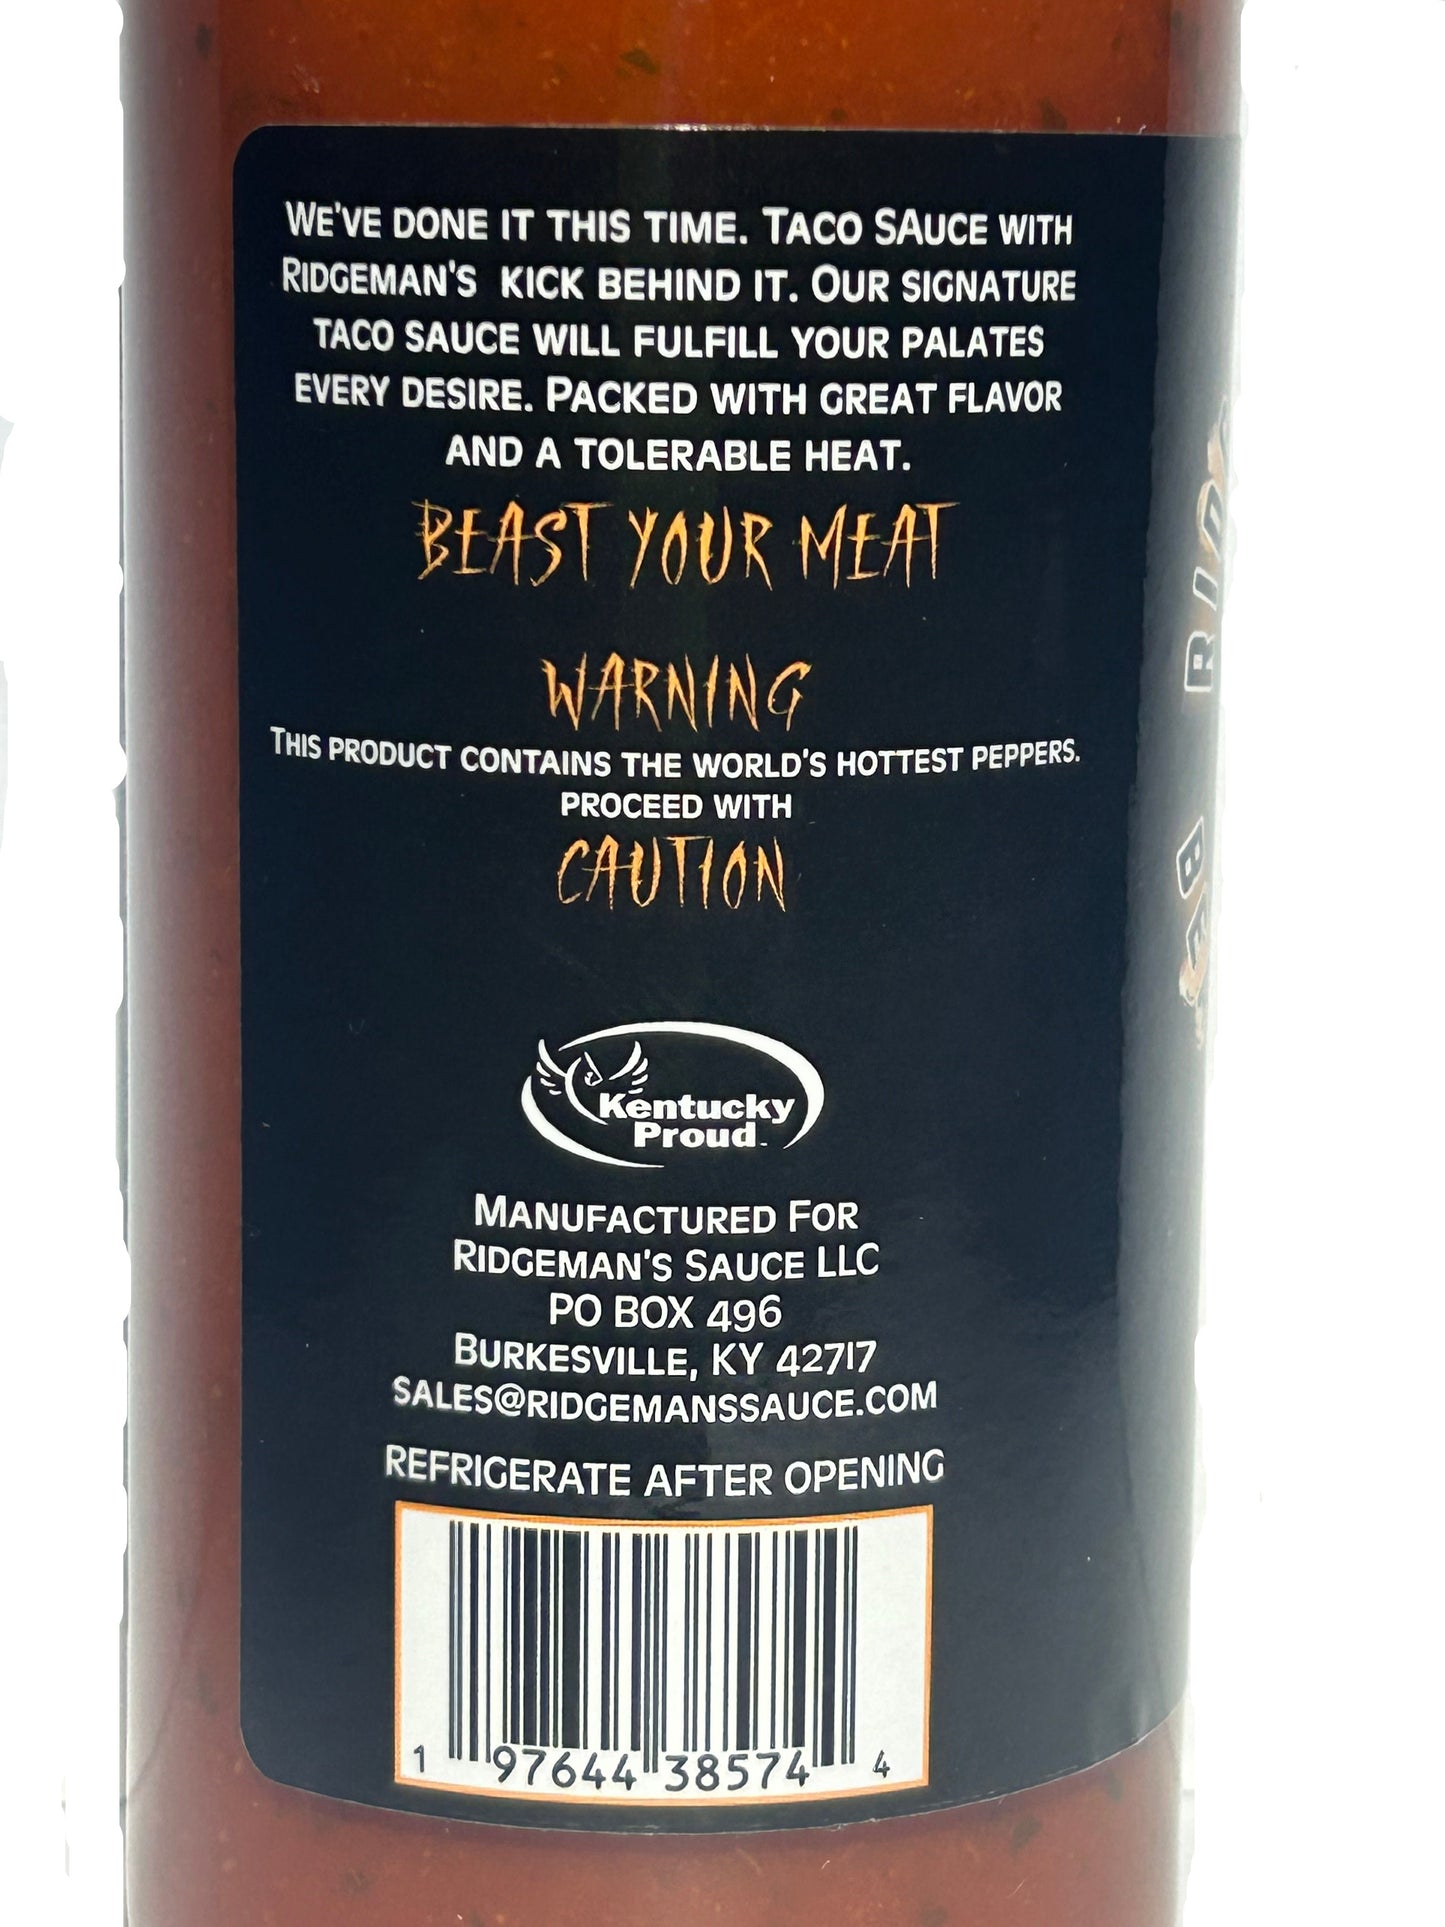 We've done it this time. Taco SAuce with
Ridgeman's kick behind it. Our signature
taco sauce will fulfill your palates
every desire. Packed with great flavor
and a tolerable heat.
BEAST YOUR MEAT
WARNING
This product contains the world's hottest peppers.
proceed with
CAUTION
Kentucky
Proud™
Manufactured For
Ridgeman's Sauce LLC
PO BOX 496
Burkesville, KY 42717
sales@ridgemanssauce.com
REFRIGERATE AFTER OPENING
1 97644 38574 4